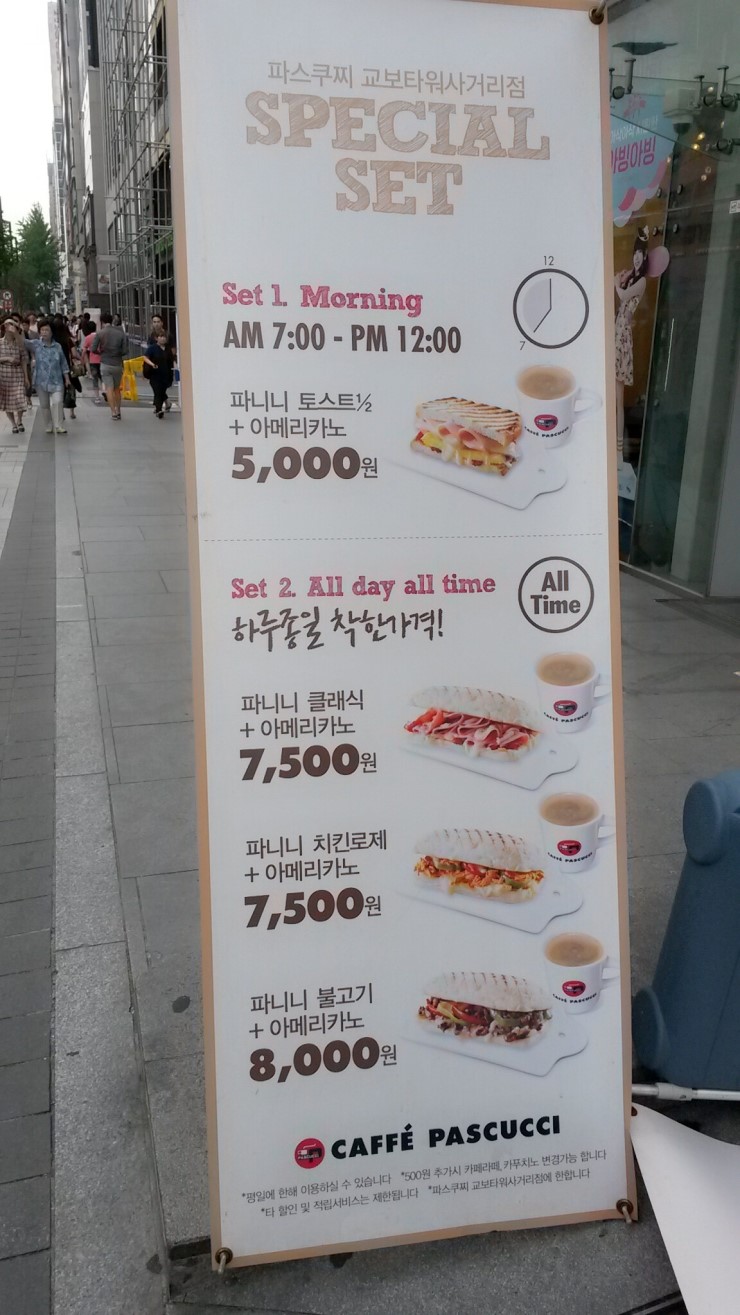 파스쿠찌 교보타워사거리점
SPECIAL
SET
Set 1. Morning
AM 7:00 - PM 12:00
12
7
파니니 토스트½
+ 아메리카노
5,000원
Set 2. All day all time
All
Time
하루종일 착한가격!
파니니 클래식
+ 아메리카노
7,500원
파니니 치킨로제
+ 아메리카노
7,500원
파니니 불고기
+ 아메리카노
8,000원
CAFFÉ PASCUCCI
*평일에 한해 이용하실 수 있습니다 *500원 추가시 카페라떼, 카푸치노 변경가능 합니다
*타 할인 및 적립서비스는 제한됩니다 *파스쿠찌 교보타워사거리점에 한합니다